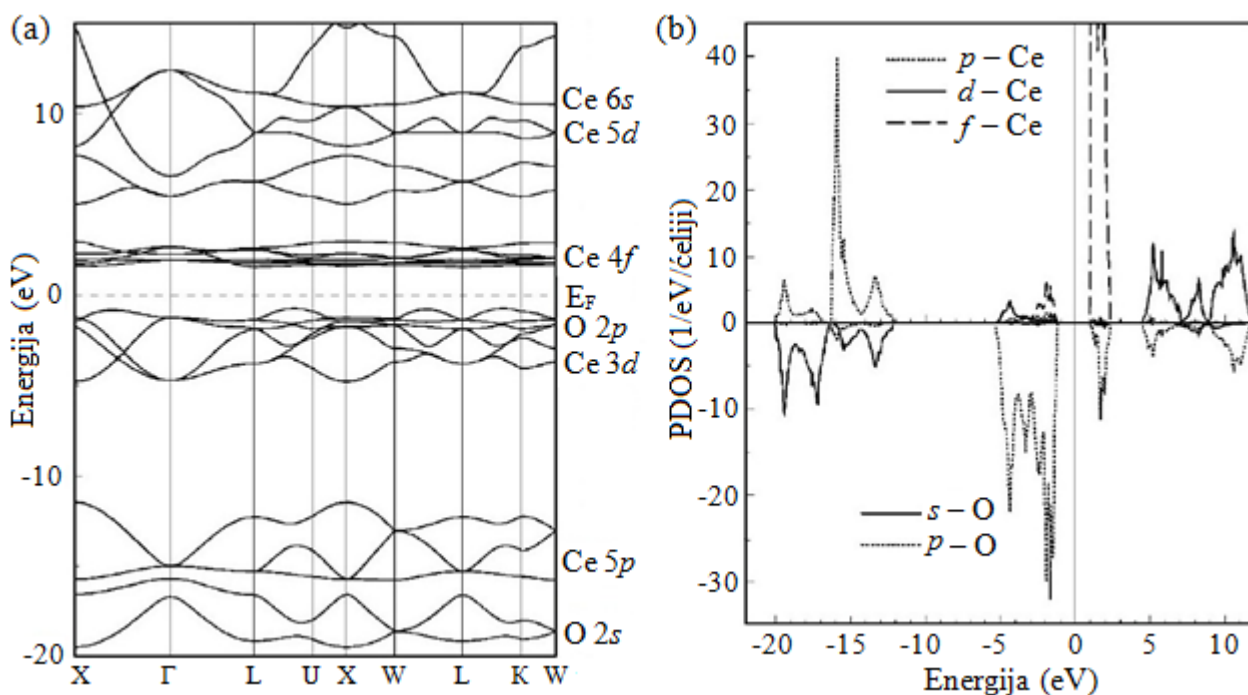 (a)
Energija (eV)
10
0
-10
-20
X Γ L U X W L K W
Ce 6s
Ce 5d
Ce 4f
E_F
O 2p
Ce 3d
Ce 5p
O 2s
(b)
PDOS (1/eV/ćeliji)
40
30
20
10
0
-10
-20
-30
p – Ce
d – Ce
f – Ce
s – O
p – O
-20 -15 -10 -5 0 5 10
Energija (eV)